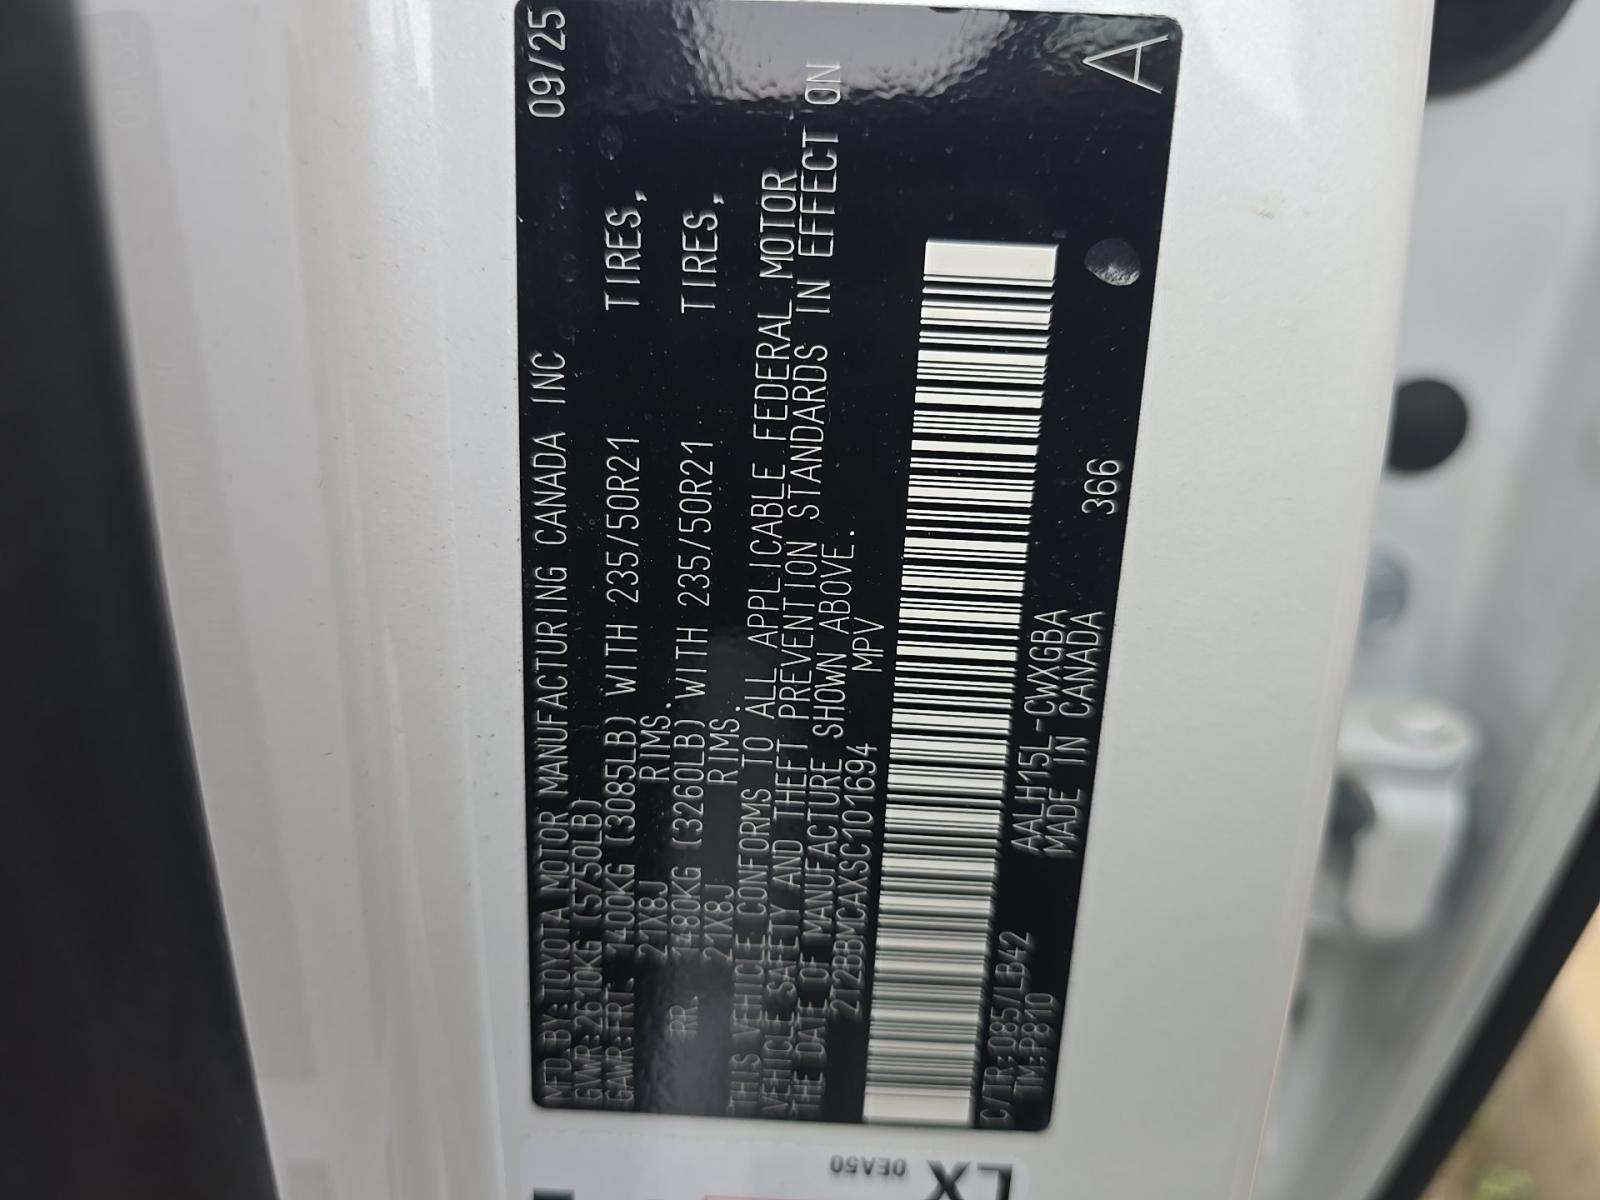 MFD.BY:TOYOTA MOTOR MANUFACTURING CANADA INC 09/25
GVWR:2610KG(5750LB)
GAWR:FRT. 1400KG (3085LB) WITH 235/50R21 TIRES,
21X8J RIMS.
RR. 1480KG (3260LB) WITH 235/50R21 TIRES,
21X8J RIMS.
THIS VEHICLE CONFORMS TO ALL APPLICABLE FEDERAL MOTOR
VEHICLE SAFETY AND THEFT PREVENTION STANDARDS IN EFFECT ON
THE DATE OF MANUFACTURE SHOWN ABOVE.
2T2BBMCAXSC101694 MPV
C/TR:085/LB42 AALH15L-CWXGBA 366 A
TM:P810 MADE IN CANADA
LX
0EA50